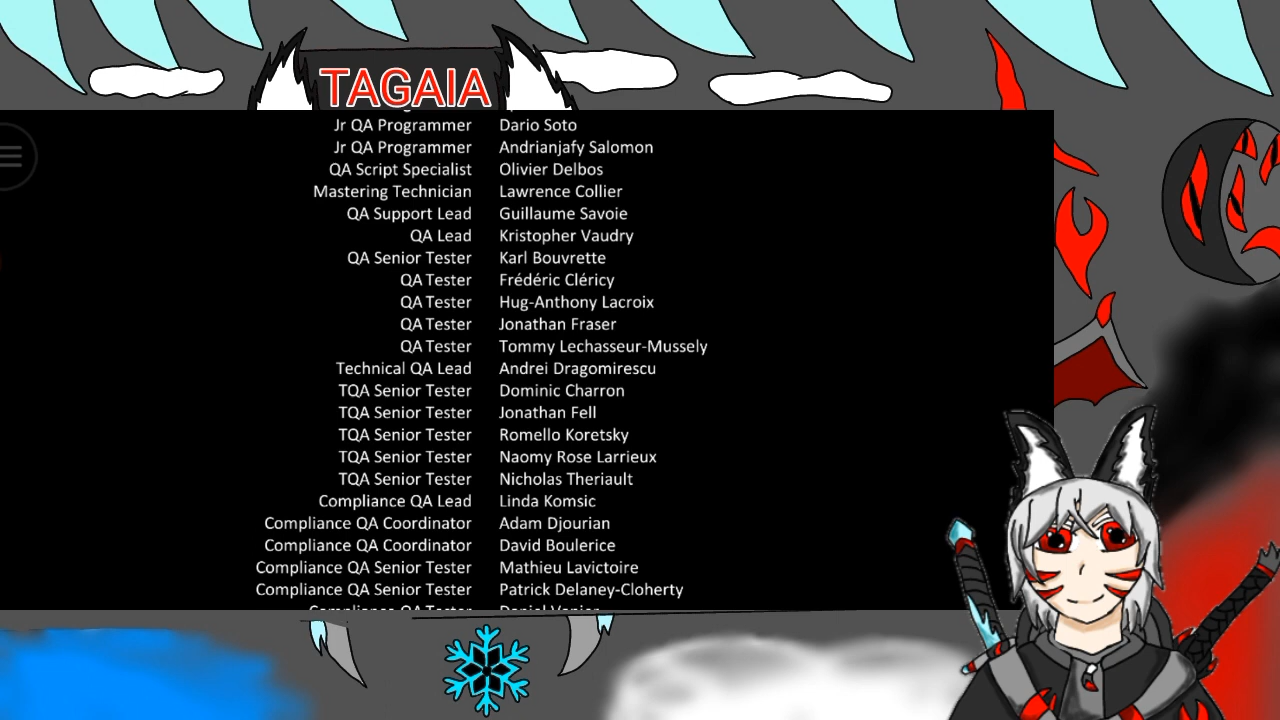 TAGAIA
Jr QA Programmer Dario Soto
Jr QA Programmer Andrianjafy Salomon
QA Script Specialist Olivier Delbos
Mastering Technician Lawrence Collier
QA Support Lead Guillaume Savoie
QA Lead Kristopher Vaudry
QA Senior Tester Karl Bouvrette
QA Tester Frédéric Cléricy
QA Tester Hug-Anthony Lacroix
QA Tester Jonathan Fraser
QA Tester Tommy Lechasseur-Mussely
Technical QA Lead Andrei Dragomirescu
TQA Senior Tester Dominic Charron
TQA Senior Tester Jonathan Fell
TQA Senior Tester Romello Koretsky
TQA Senior Tester Naomy Rose Larrieux
TQA Senior Tester Nicholas Theriault
Compliance QA Lead Linda Komsic
Compliance QA Coordinator Adam Djourian
Compliance QA Coordinator David Boulerice
Compliance QA Senior Tester Mathieu Lavictoire
Compliance QA Senior Tester Patrick Delaney-Cloherty
Compliance QA Tester Daniel